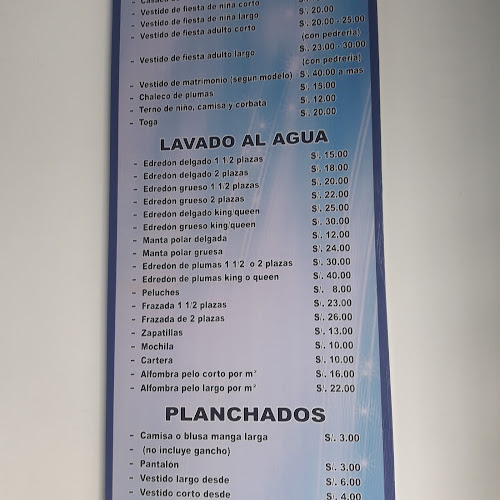 - Vestido de fiesta de niña corto
- Vestido de fiesta de niña largo S/. 20.00
- Vestido de fiesta adulto corto S/. 20.00 - 25.00
(con pedrería)
- Vestido de fiesta adulto largo S/. 23.00 - 30:00
(con pedrería)
- Vestido de matrimonio (segun modelo) - S/. 40.00 a mas
- Chaleco de plumas S/. 15.00
- Terno de niño, camisa y corbata S/. 12.00
- Toga S/. 20.00
LAVADO AL AGUA
- Edredón delgado 1 1/2 plazas S/. 15.00
- Edredón delgado 2 plazas S/. 18.00
- Edredón grueso 1 1/2 plazas S/. 20.00
- Edredón grueso 2 plazas S/. 22.00
- Edredón delgado king/queen S/. 25.00
- Edredón grueso king/queen S/. 30.00
- Manta polar delgada S/. 12.00
- Manta polar gruesa S/. 24.00
- Edredón de plumas 1 1/2 o 2 plazas S/. 30.00
- Edredón de plumas king o queen S/. 40.00
- Peluches S/. 8.00
- Frazada 1 1/2 plazas S/. 23.00
- Frazada de 2 plazas S/. 26.00
- Zapatillas S/. 13.00
- Mochila S/. 10.00
- Cartera S/. 10.00
- Alfombra pelo corto por m² S/. 16.00
- Alfombra pelo largo por m² S/. 22.00
PLANCHADOS
- Camisa o blusa manga larga S/. 3.00
- (no incluye gancho)
- Pantalón S/. 3.00
- Vestido largo desde S/. 6.00
- Vestido corto desde S/. 4.00